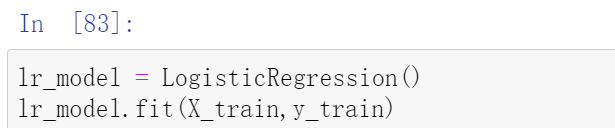 In [83]:
lr_model = LogisticRegression()
lr_model.fit(X_train,y_train)